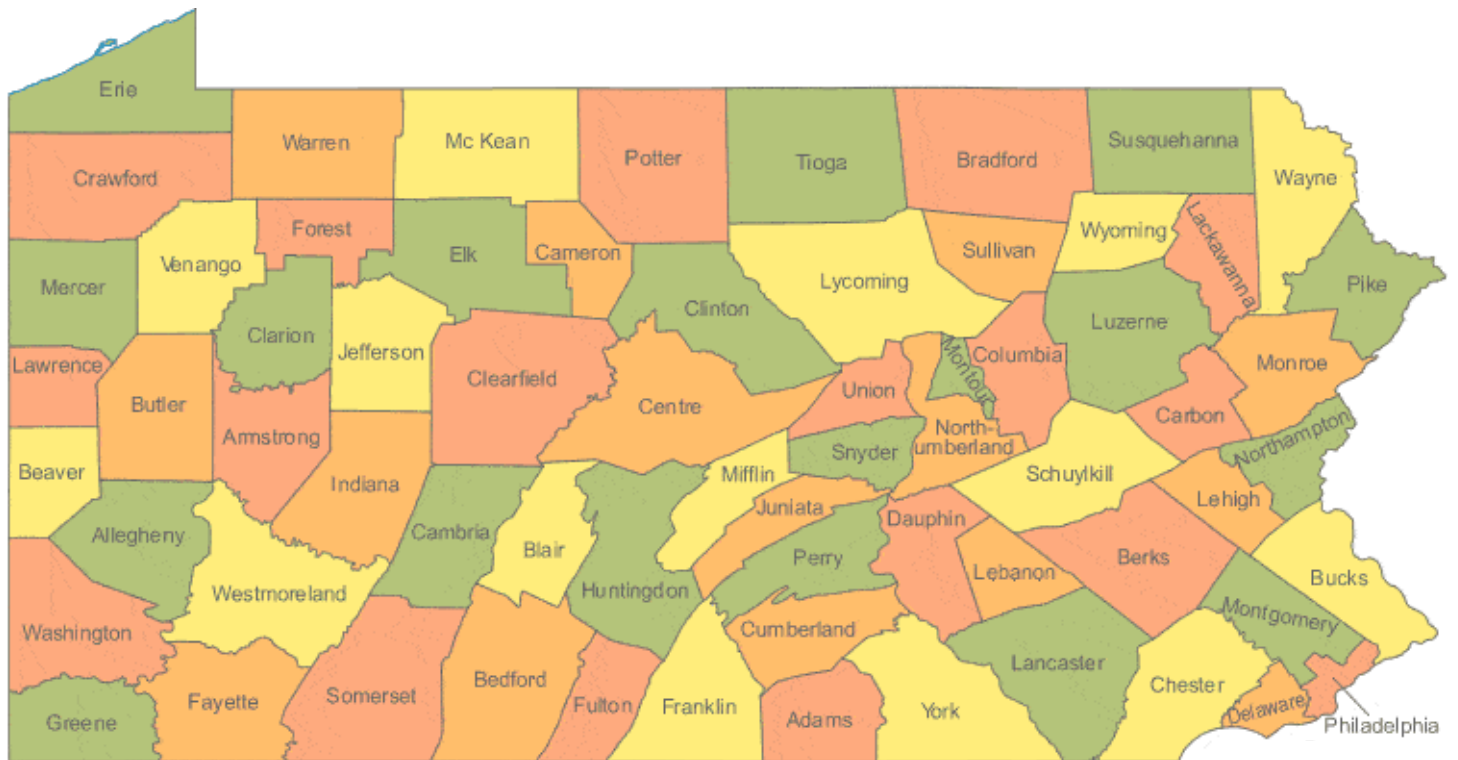 Erie
Warren
Mc Kean
Potter
Tioga
Bradford
Susquehanna
Wayne
Crawford
Forest
Elk
Cameron
Sullivan
Wyoming
Lackawanna
Venango
Mercer
Clarion
Clinton
Lycoming
Luzerne
Pike
Jefferson
Lawrence
Clearfield
Centre
Union
Montour
Columbia
Monroe
Butler
Armstrong
Carbon
North-
umberland
Snyder
Northampton
Beaver
Indiana
Mifflin
Schuylkill
Lehigh
Allegheny
Cambria
Blair
Juniata
Dauphin
Perry
Lebanon
Berks
Bucks
Westmoreland
Huntingdon
Montgomery
Washington
Cumberland
Lancaster
Fayette
Somerset
Bedford
Fulton
Franklin
Adams
York
Chester
Delaware
Greene
Philadelphia